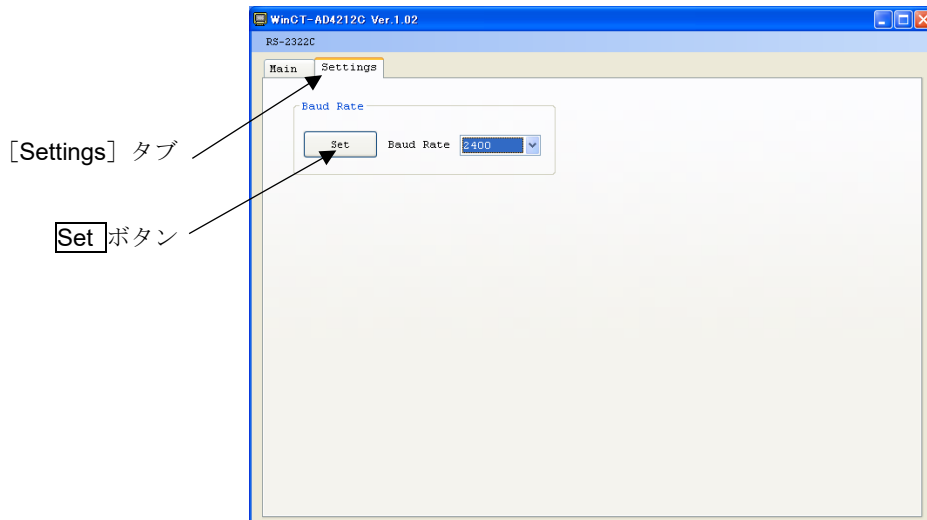 WinCT-AD4212C Ver.1.02
RS-2322C
Main Settings
Baud Rate
[Settings] タブ
Set Baud Rate 2400
Set ボタン